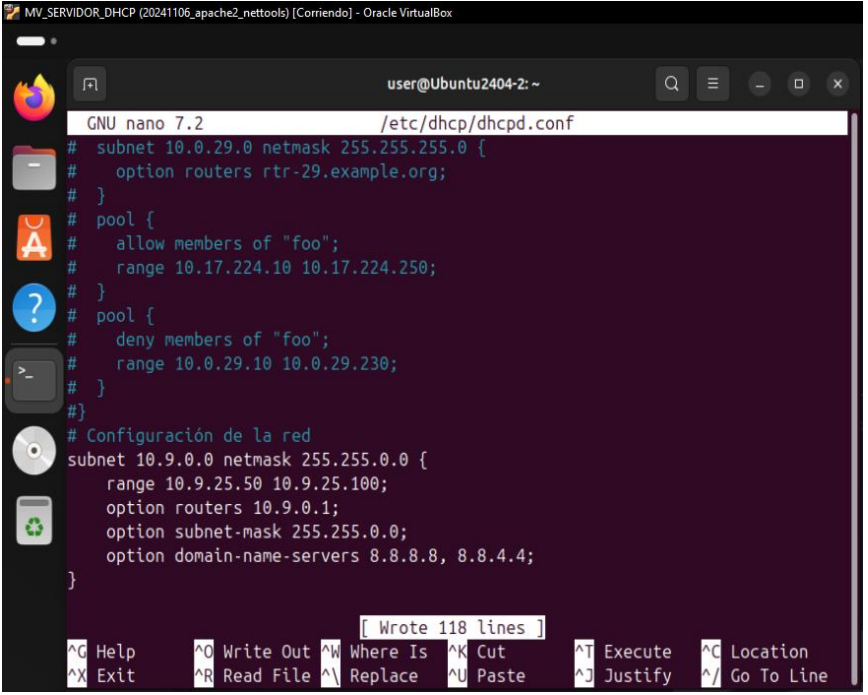 MV_SERVIDOR_DHCP (20241106_apache2_nettools) [Corriendo] - Oracle VirtualBox
user@Ubuntu2404-2: ~
GNU nano 7.2 /etc/dhcp/dhcpd.conf
#  subnet 10.0.29.0 netmask 255.255.255.0 {
#    option routers rtr-29.example.org;
#  }
#  pool {
#    allow members of "foo";
#    range 10.17.224.10 10.17.224.250;
#  }
#  pool {
#    deny members of "foo";
#    range 10.0.29.10 10.0.29.230;
#  }
#}
# Configuración de la red
subnet 10.9.0.0 netmask 255.255.0.0 {
    range 10.9.25.50 10.9.25.100;
    option routers 10.9.0.1;
    option subnet-mask 255.255.0.0;
    option domain-name-servers 8.8.8.8, 8.8.4.4;
}
[ Wrote 118 lines ]
^G Help ^O Write Out ^W Where Is ^K Cut ^T Execute ^C Location
^X Exit ^R Read File ^\ Replace ^U Paste ^J Justify ^/ Go To Line